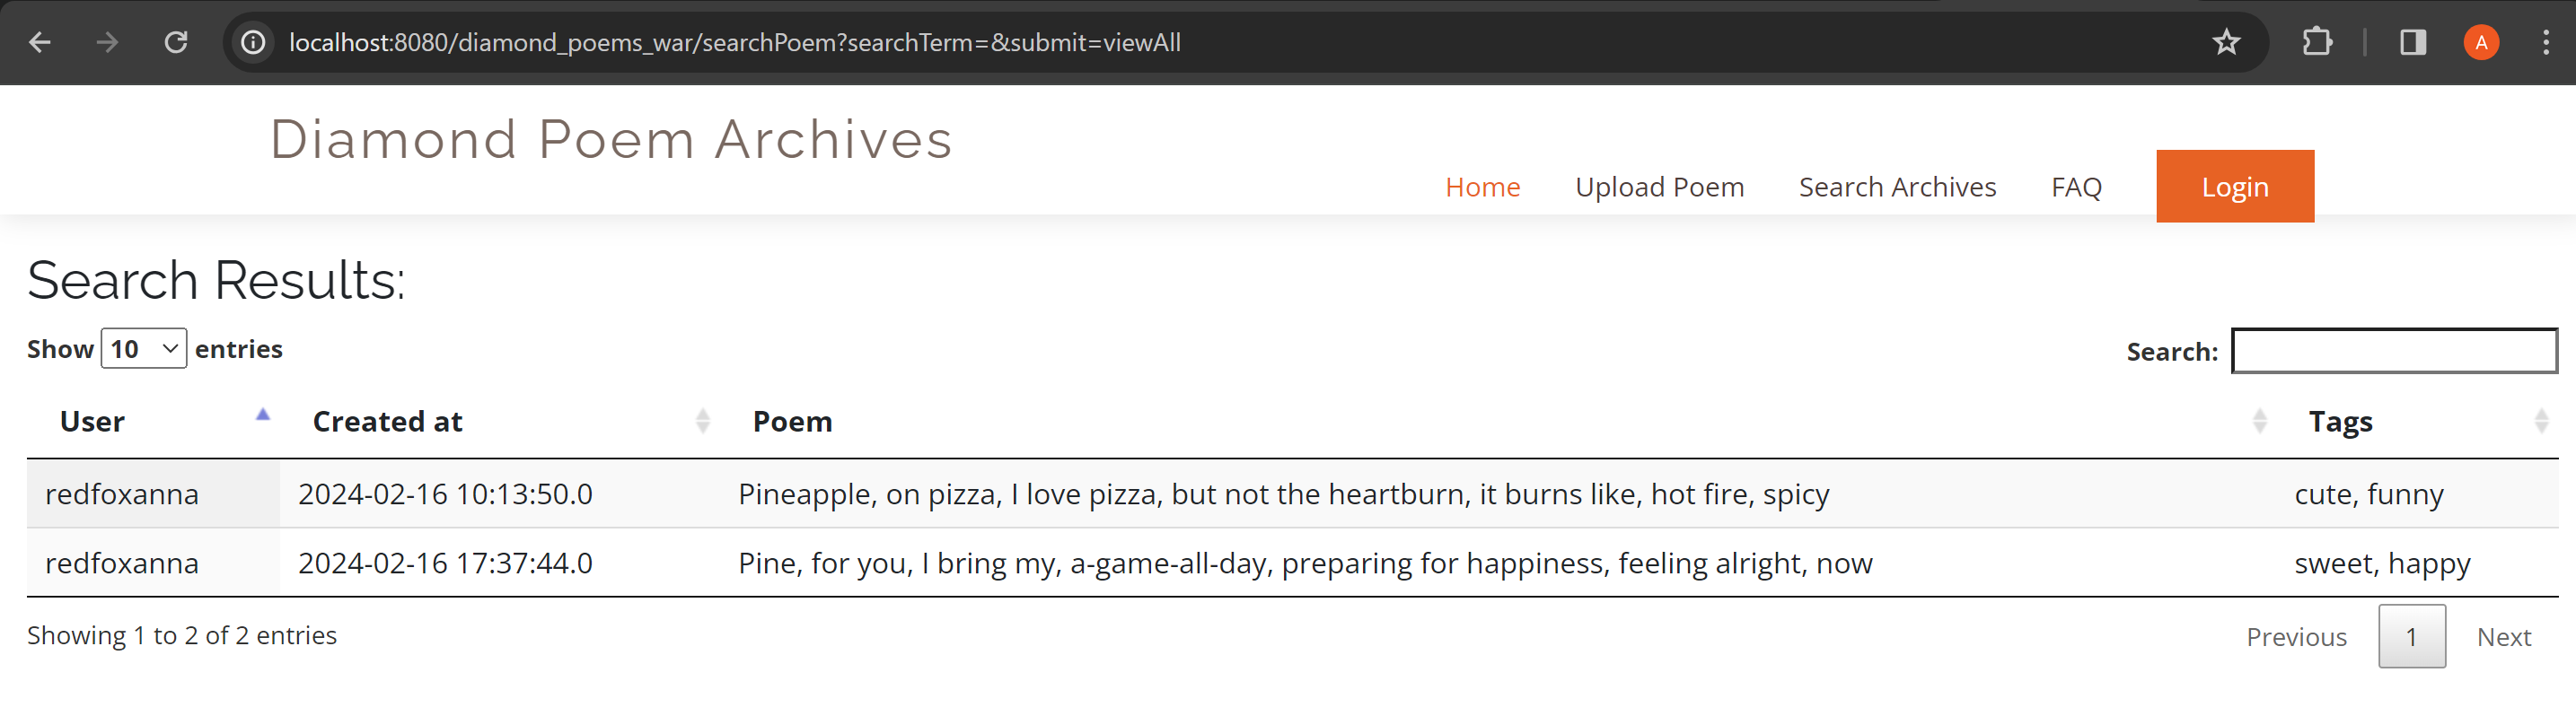 localhost:8080/diamond_poems_war/searchPoem?searchTerm=&submit=viewAll
A
Diamond Poem Archives
Home Upload Poem Search Archives FAQ Login
Search Results:
Show 10 entries Search:
User Created at Poem Tags
redfoxanna 2024-02-16 10:13:50.0 Pineapple, on pizza, I love pizza, but not the heartburn, it burns like, hot fire, spicy cute, funny
redfoxanna 2024-02-16 17:37:44.0 Pine, for you, I bring my, a-game-all-day, preparing for happiness, feeling alright, now sweet, happy
Showing 1 to 2 of 2 entries Previous 1 Next